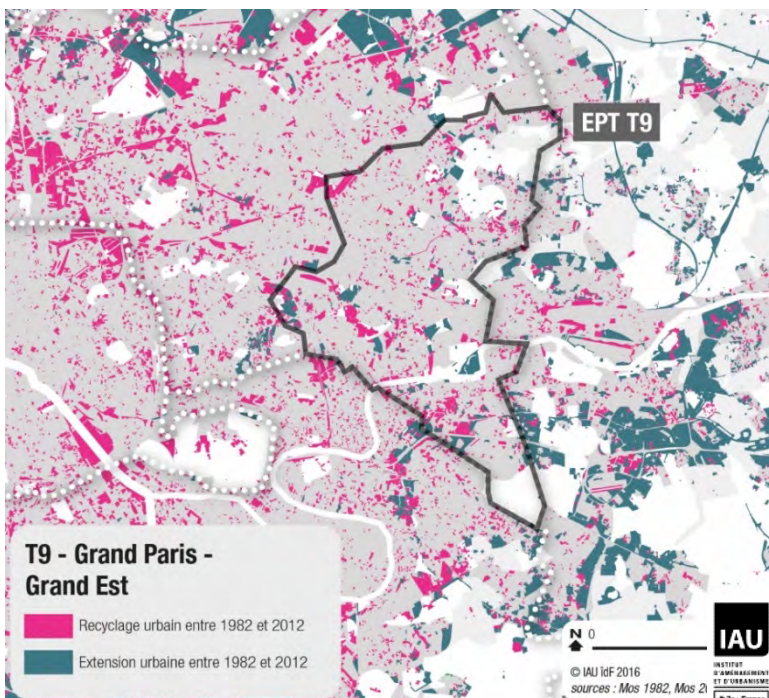 EPT T9
T9 - Grand Paris -
Grand Est
Recyclage urbain entre 1982 et 2012
Extension urbaine entre 1982 et 2012
N 0
© IAU îdF 2016
sources : Mos 1982, Mos
IAU
INSTITUT
D'AMÉNAGEMENT
ET D'URBANISME